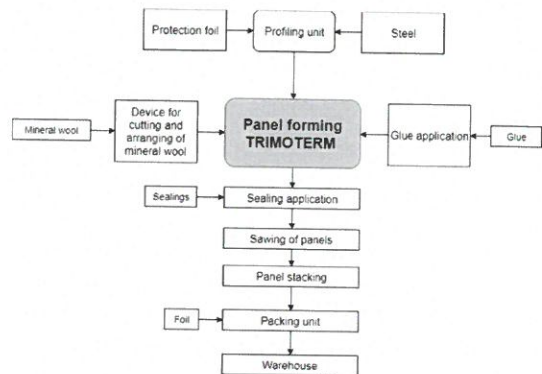 Protection foil
Profiling unit
Steel
Mineral wool
Device for
cutting and
arranging of
mineral wool
Panel forming
TRIMOTERM
Glue application
Glue
Sealings
Sealing application
Sawing of panels
Panel stacking
Foil
Packing unit
Warehouse